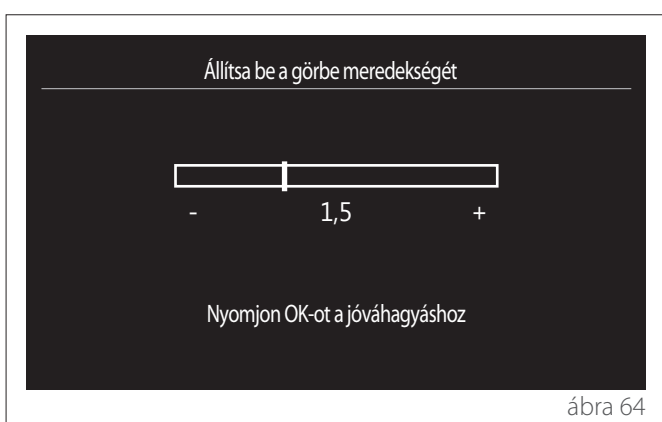 Állítsa be a görbe meredekségét
- 1,5 +
Nyomjon OK-ot a jóváhagyáshoz
ábra 64